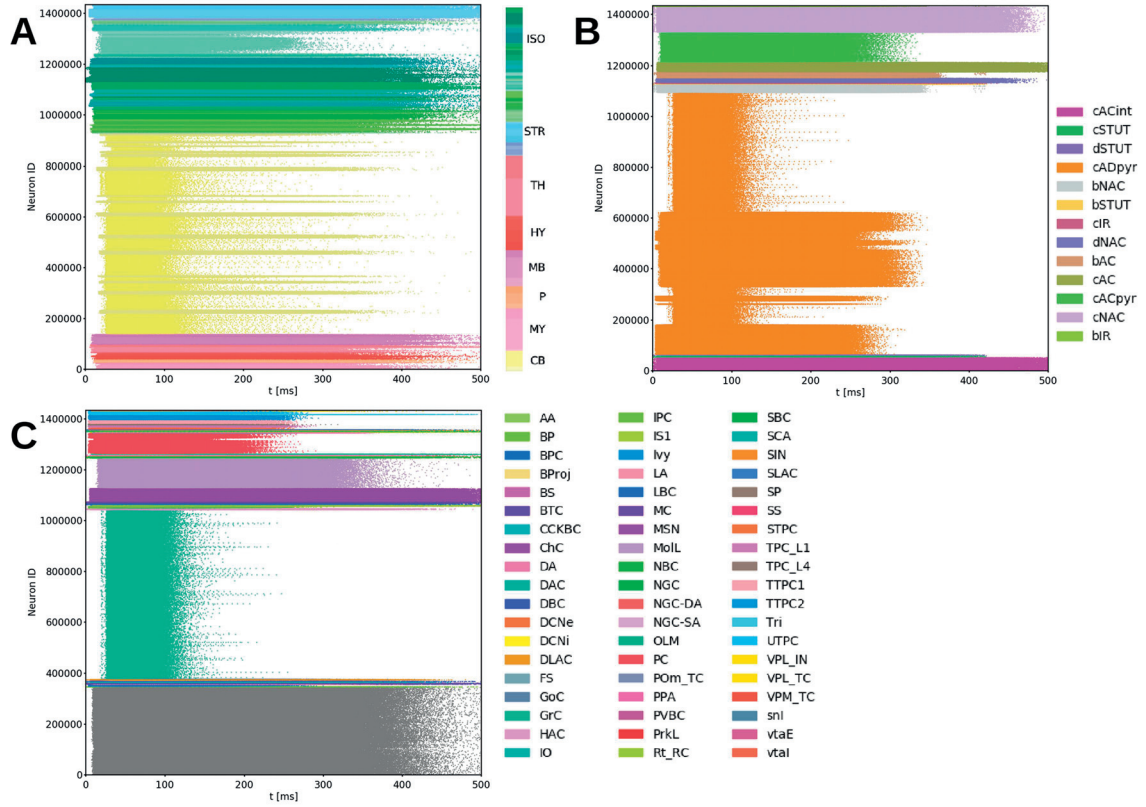 A
Neuron ID
1400000
1200000
1000000
800000
600000
400000
200000
0
0 100 200 300 400 500
t [ms]
ISO
STR
TH
HY
MB
P
MY
CB
B
Neuron ID
1400000
1200000
1000000
800000
600000
400000
200000
0
0 100 200 300 400 500
t [ms]
cACint
cSTUT
dSTUT
cADpyr
bNAC
bSTUT
cIR
dNAC
bAC
cAC
cACpyr
cNAC
bIR
C
Neuron ID
1400000
1200000
1000000
800000
600000
400000
200000
0
0 100 200 300 400 500
t [ms]
AA
BP
BPC
BProj
BS
BTC
CCKBC
ChC
DA
DAC
DBC
DCNe
DCNi
DLAC
FS
GoC
GrC
HAC
IO
IPC
IS1
Ivy
LA
LBC
MC
MSN
MolL
NBC
NGC
NGC-DA
NGC-SA
OLM
PC
POm_TC
PPA
PVBC
PrkL
Rt_RC
SBC
SCA
SIN
SLAC
SP
SS
STPC
TPC_L1
TPC_L4
TTPC1
TTPC2
Tri
UTPC
VPL_IN
VPL_TC
VPM_TC
snI
vtaE
vtaI